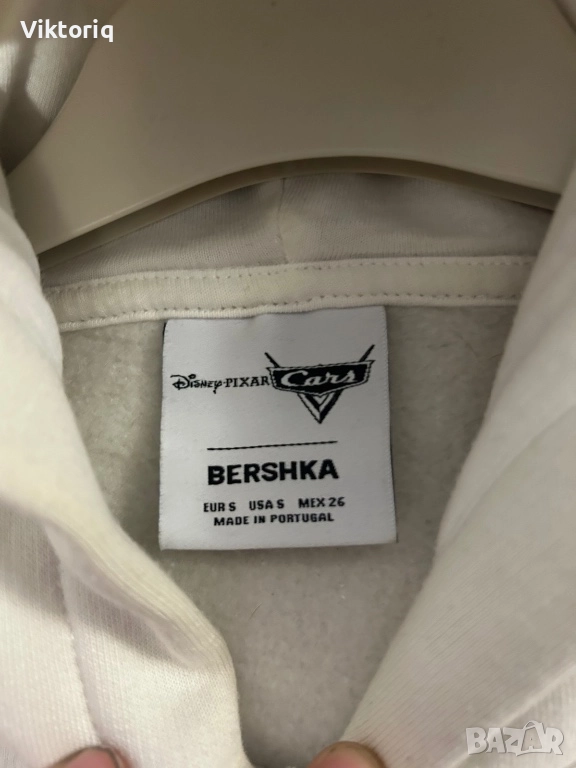 Viktoriq
Disney·PIXAR Cars
BERSHKA
EUR S USA S MEX 26
MADE IN PORTUGAL
BAZAR